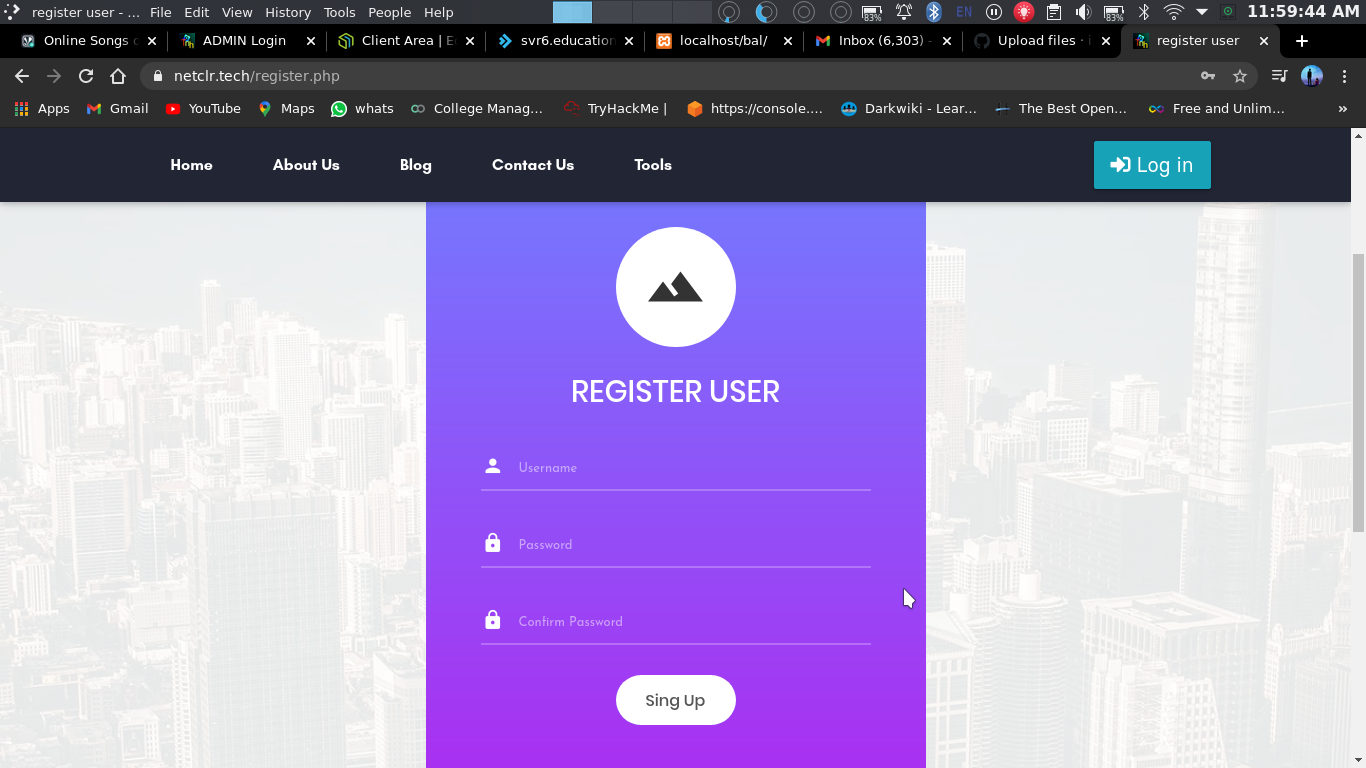 register user - ... File Edit View History Tools People Help 83% EN 83% 11:59:44 AM
Online Songs ADMIN Login Client Area | svr6.education localhost/bal/ Inbox (6,303) - Upload files · register user
netclr.tech/register.php
Apps Gmail YouTube Maps whats College Manag... TryHackMe | https://console.... Darkwiki - Lear... The Best Open... Free and Unlim... »
Home About Us Blog Contact Us Tools Log in
REGISTER USER
Username
Password
Confirm Password
Sing Up